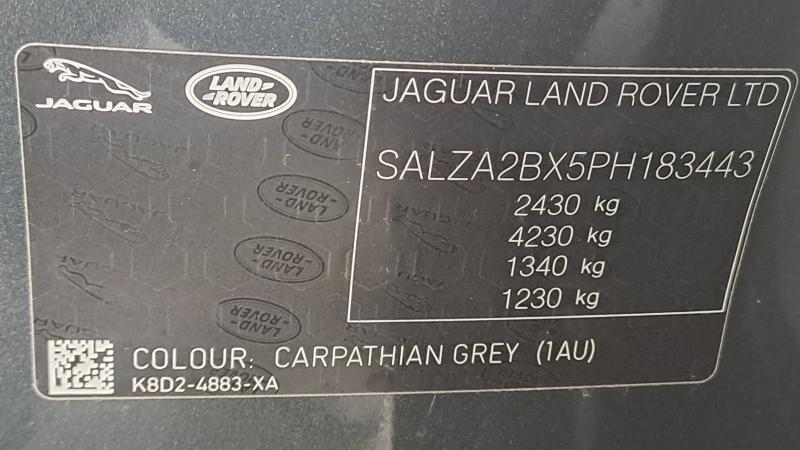 JAGUAR
LAND-
-ROVER
JAGUAR LAND ROVER LTD
SALZA2BX5PH183443
2430 kg
4230 kg
1340 kg
1230 kg
COLOUR: CARPATHIAN GREY (1AU)
K8D2-4883-XA